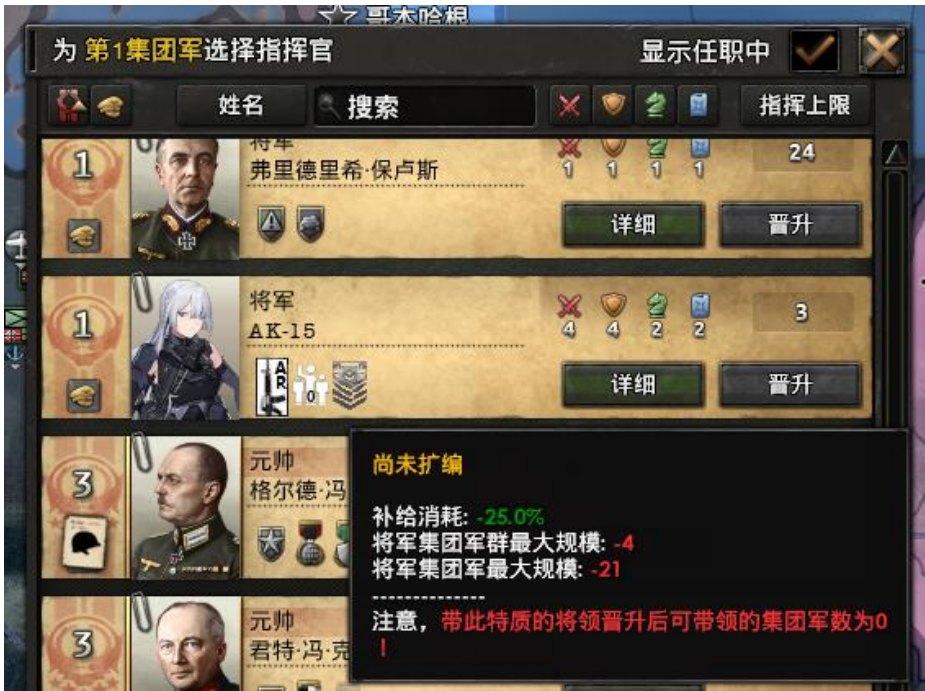 哥本哈根
为 第1集团军选择指挥官
显示任职中
姓名
搜索
指挥上限
1
将军
弗里德里希·保卢斯
1 1 1 1
24
详细
晋升
1
将军
AK-15
4 4 2 2
3
AR
0
详细
晋升
3
元帅
格尔德·冯
尚未扩编
补给消耗: -25.0%
将军集团军群最大规模: -4
将军集团军最大规模: -21
--------------
注意，带此特质的将领晋升后可带领的集团军数为0
！
3
元帅
君特·冯·克